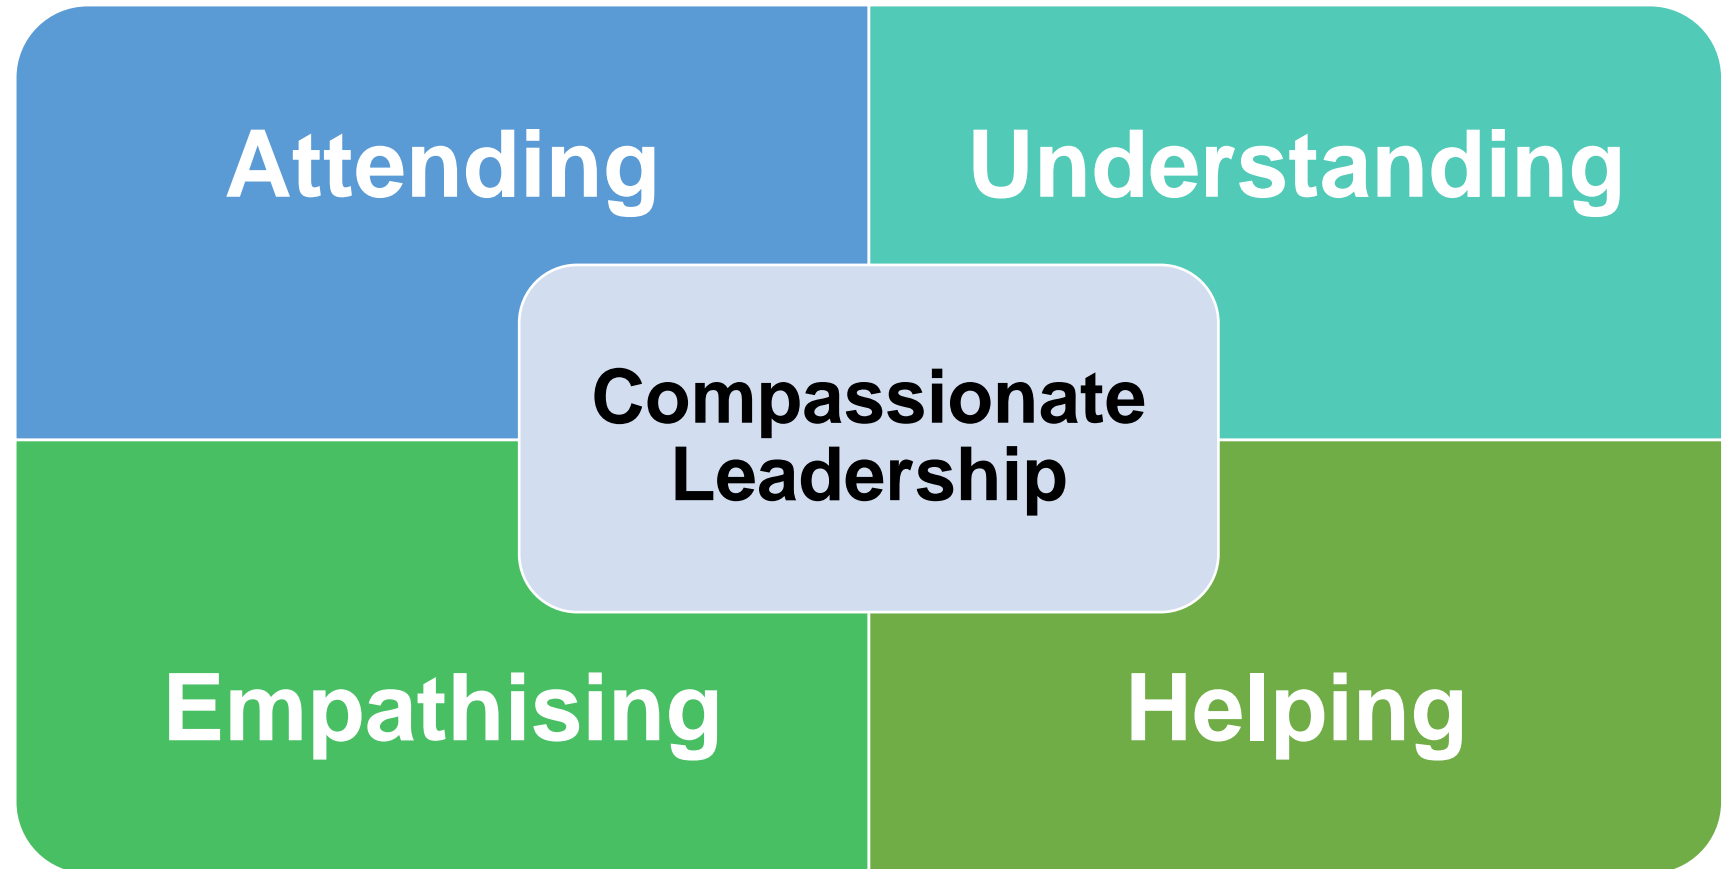 Attending
Understanding
Compassionate
Leadership
Empathising
Helping